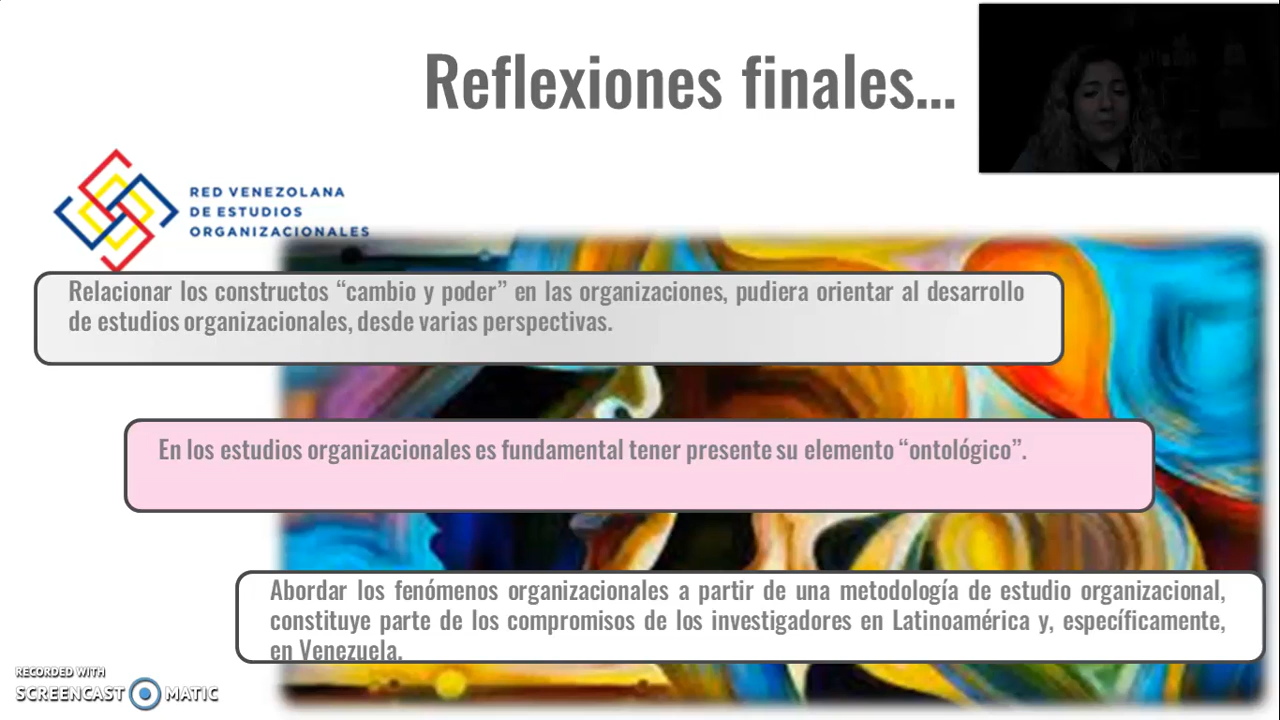 Reflexiones finales...
RED VENEZOLANA
DE ESTUDIOS
ORGANIZACIONALES
Relacionar los constructos “cambio y poder” en las organizaciones, pudiera orientar al desarrollo
de estudios organizacionales, desde varias perspectivas.
En los estudios organizacionales es fundamental tener presente su elemento “ontológico”.
Abordar los fenómenos organizacionales a partir de una metodología de estudio organizacional,
constituye parte de los compromisos de los investigadores en Latinoamérica y, específicamente,
en Venezuela.
RECORDED WITH
SCREENCAST MATIC